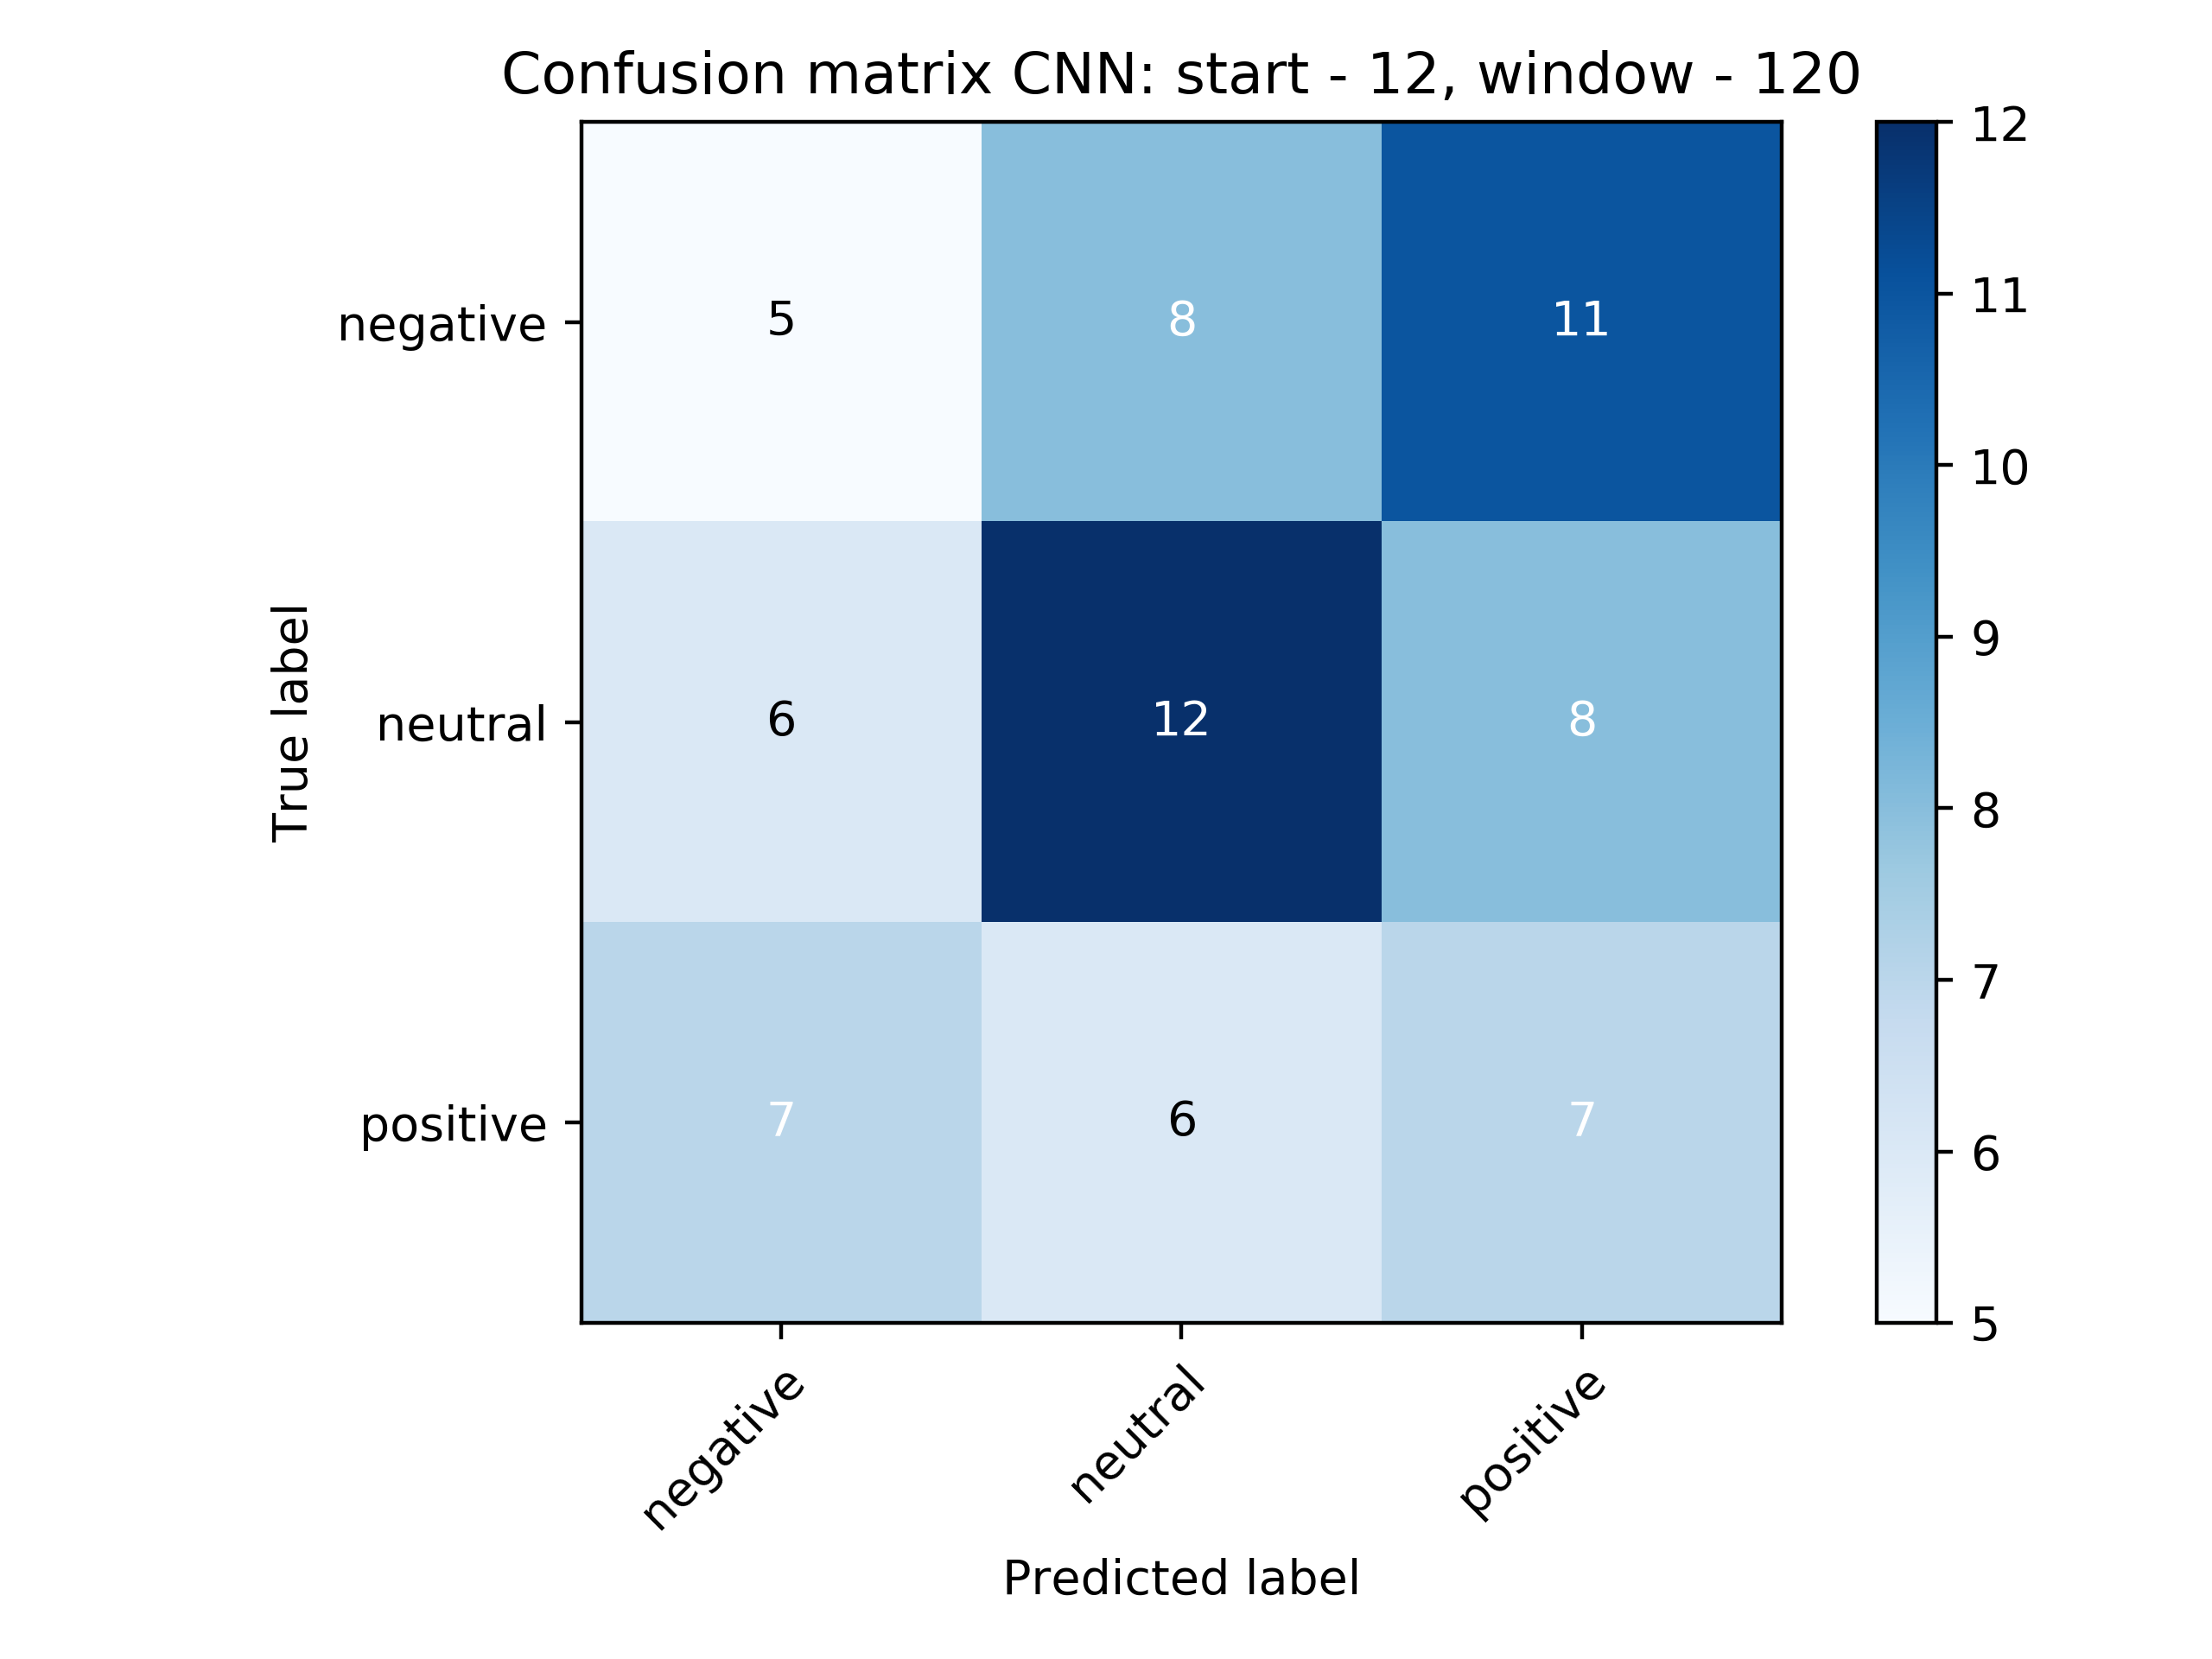 Confusion matrix CNN: start - 12, window - 120
12
11
10
9
8
7
6
5
True label
negative
5
8
11
neutral
6
12
8
positive
7
6
7
negative
neutral
positive
Predicted label